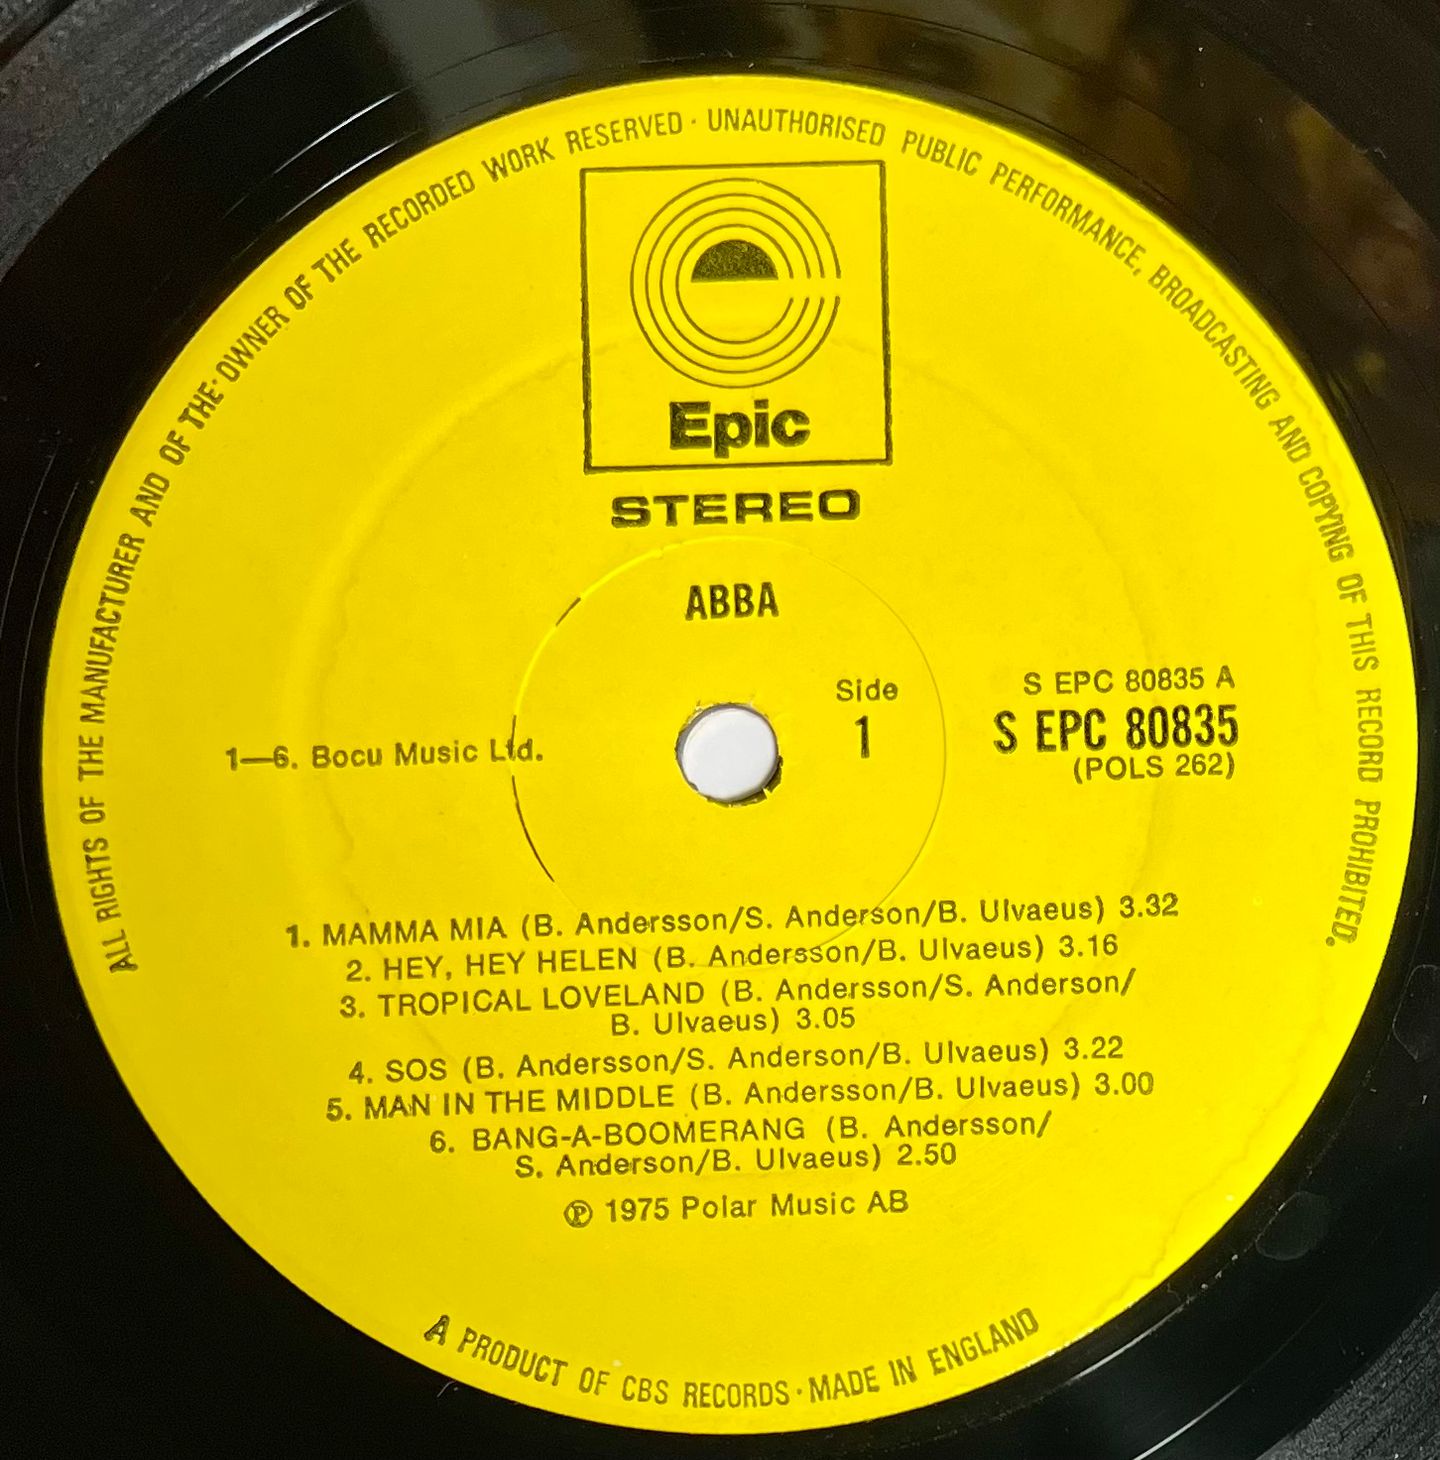 ALL RIGHTS OF THE MANUFACTURER AND OF THE OWNER OF THE RECORDED WORK RESERVED · UNAUTHORISED PUBLIC PERFORMANCE, BROADCASTING AND COPYING OF THIS RECORD PROHIBITED.
Epic
STEREO
ABBA
Side
1
S EPC 80835 A
S EPC 80835
(POLS 262)
1—6. Bocu Music Ltd.
1. MAMMA MIA (B. Andersson/S. Anderson/B. Ulvaeus) 3.32
2. HEY, HEY HELEN (B. Andersson/B. Ulvaeus) 3.16
3. TROPICAL LOVELAND (B. Andersson/S. Anderson/
B. Ulvaeus) 3.05
4. SOS (B. Andersson/S. Anderson/B. Ulvaeus) 3.22
5. MAN IN THE MIDDLE (B. Andersson/B. Ulvaeus) 3.00
6. BANG-A-BOOMERANG (B. Andersson/
S. Anderson/B. Ulvaeus) 2.50
℗ 1975 Polar Music AB
A PRODUCT OF CBS RECORDS · MADE IN ENGLAND